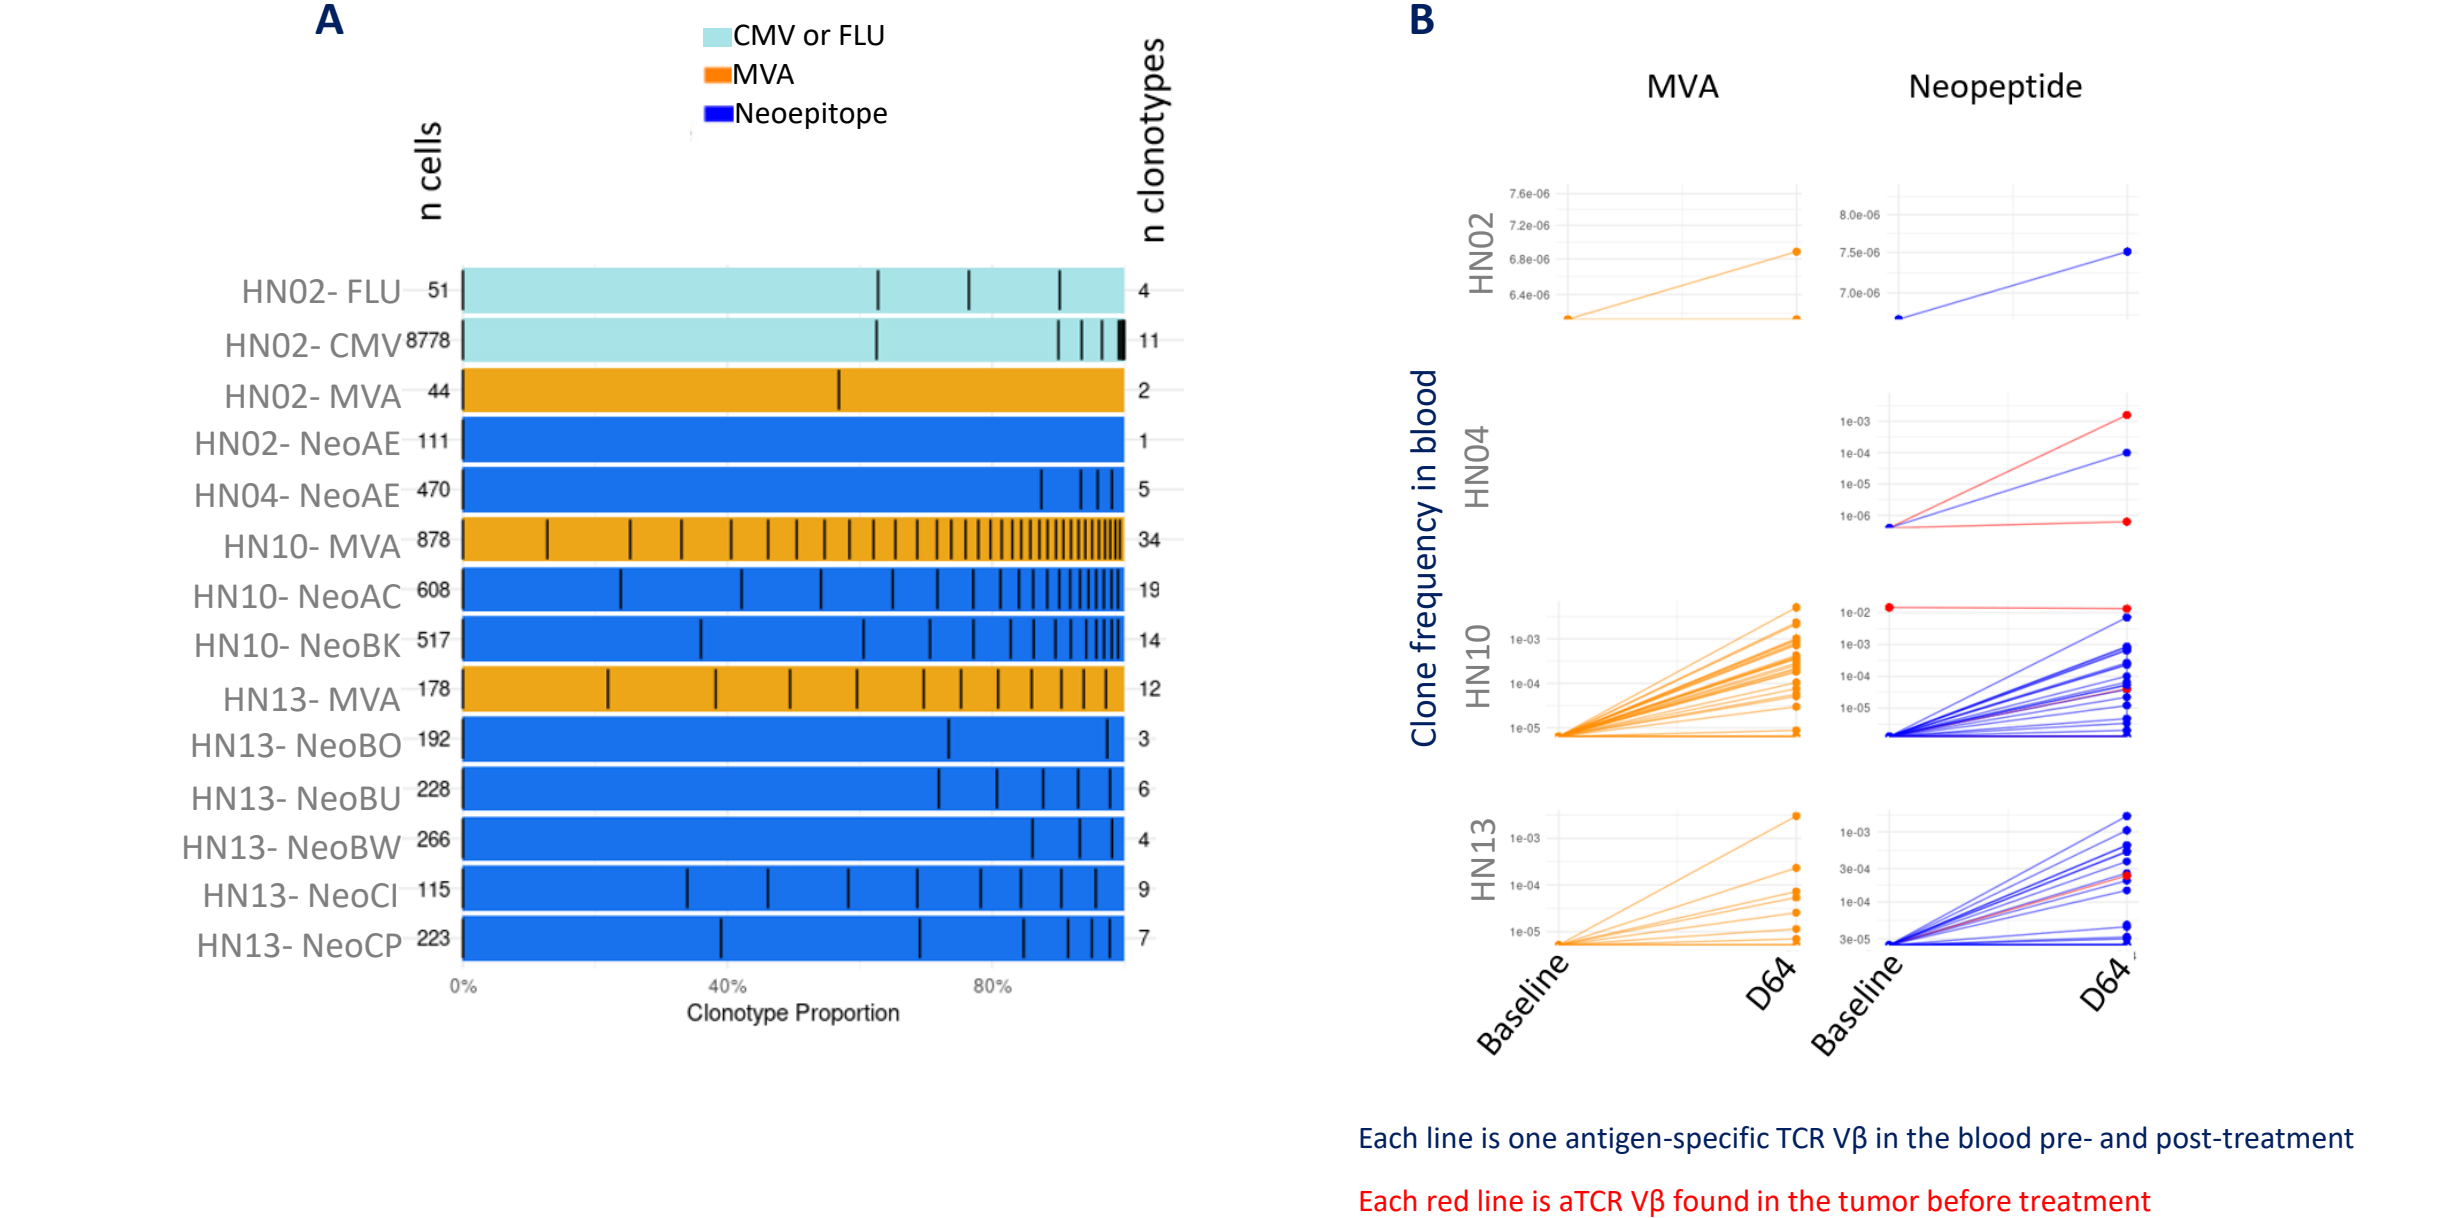 A
CMV or FLU
MVA
Neoepitope
n cells
n clonotypes
HN02- FLU 51 4
HN02- CMV 8778 11
HN02- MVA 44 2
HN02- NeoAE 111 1
HN04- NeoAE 470 5
HN10- MVA 878 34
HN10- NeoAC 608 19
HN10- NeoBK 517 14
HN13- MVA 178 12
HN13- NeoBO 192 3
HN13- NeoBU 228 6
HN13- NeoBW 266 4
HN13- NeoCI 115 9
HN13- NeoCP 223 7
0% 40% 80%
Clonotype Proportion
B
MVA Neopeptide
Clone frequency in blood
HN02
7.6e-06
7.2e-06
6.8e-06
6.4e-06
8.0e-06
7.5e-06
7.0e-06
HN04
1e-03
1e-04
1e-05
1e-06
HN10
1e-03
1e-04
1e-05
1e-02
1e-03
1e-04
1e-05
HN13
1e-03
1e-04
1e-05
1e-03
3e-04
1e-04
3e-05
Baseline D64 Baseline D64
Each line is one antigen-specific TCR Vβ in the blood pre- and post-treatment
Each red line is aTCR Vβ found in the tumor before treatment